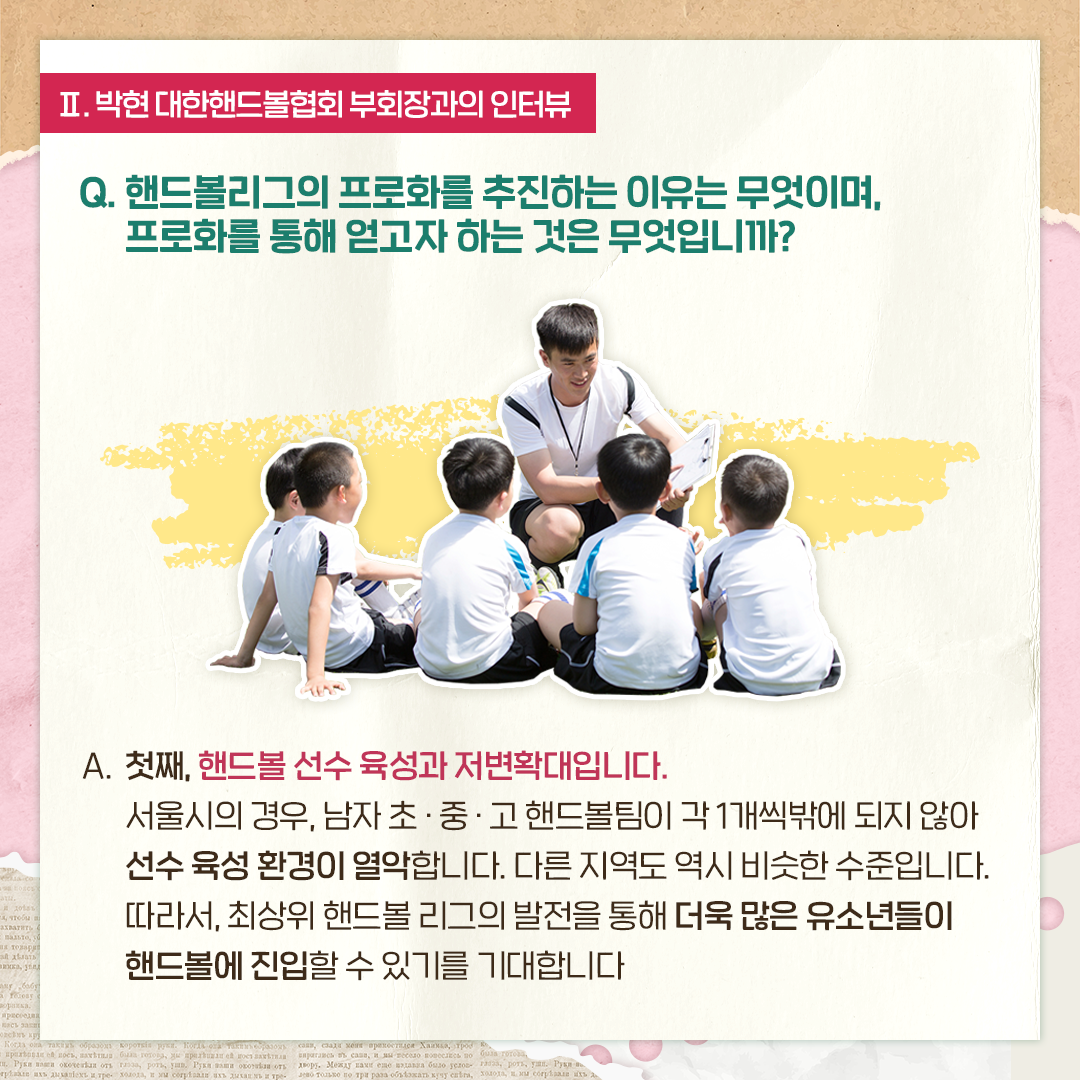 Ⅱ. 박현 대한핸드볼협회 부회장과의 인터뷰
Q. 핸드볼리그의 프로화를 추진하는 이유는 무엇이며,
프로화를 통해 얻고자 하는 것은 무엇입니까?
A. 첫째, 핸드볼 선수 육성과 저변확대입니다.
서울시의 경우, 남자 초 · 중 · 고 핸드볼팀이 각 1개씩밖에 되지 않아
선수 육성 환경이 열악합니다. 다른 지역도 역시 비슷한 수준입니다.
따라서, 최상위 핸드볼 리그의 발전을 통해 더욱 많은 유소년들이
핸드볼에 진입할 수 있기를 기대합니다